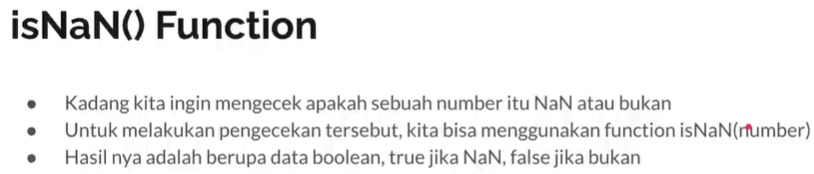 isNaN() Function
● Kadang kita ingin mengecek apakah sebuah number itu NaN atau bukan
● Untuk melakukan pengecekan tersebut, kita bisa menggunakan function isNaN(number)
● Hasil nya adalah berupa data boolean, true jika NaN, false jika bukan